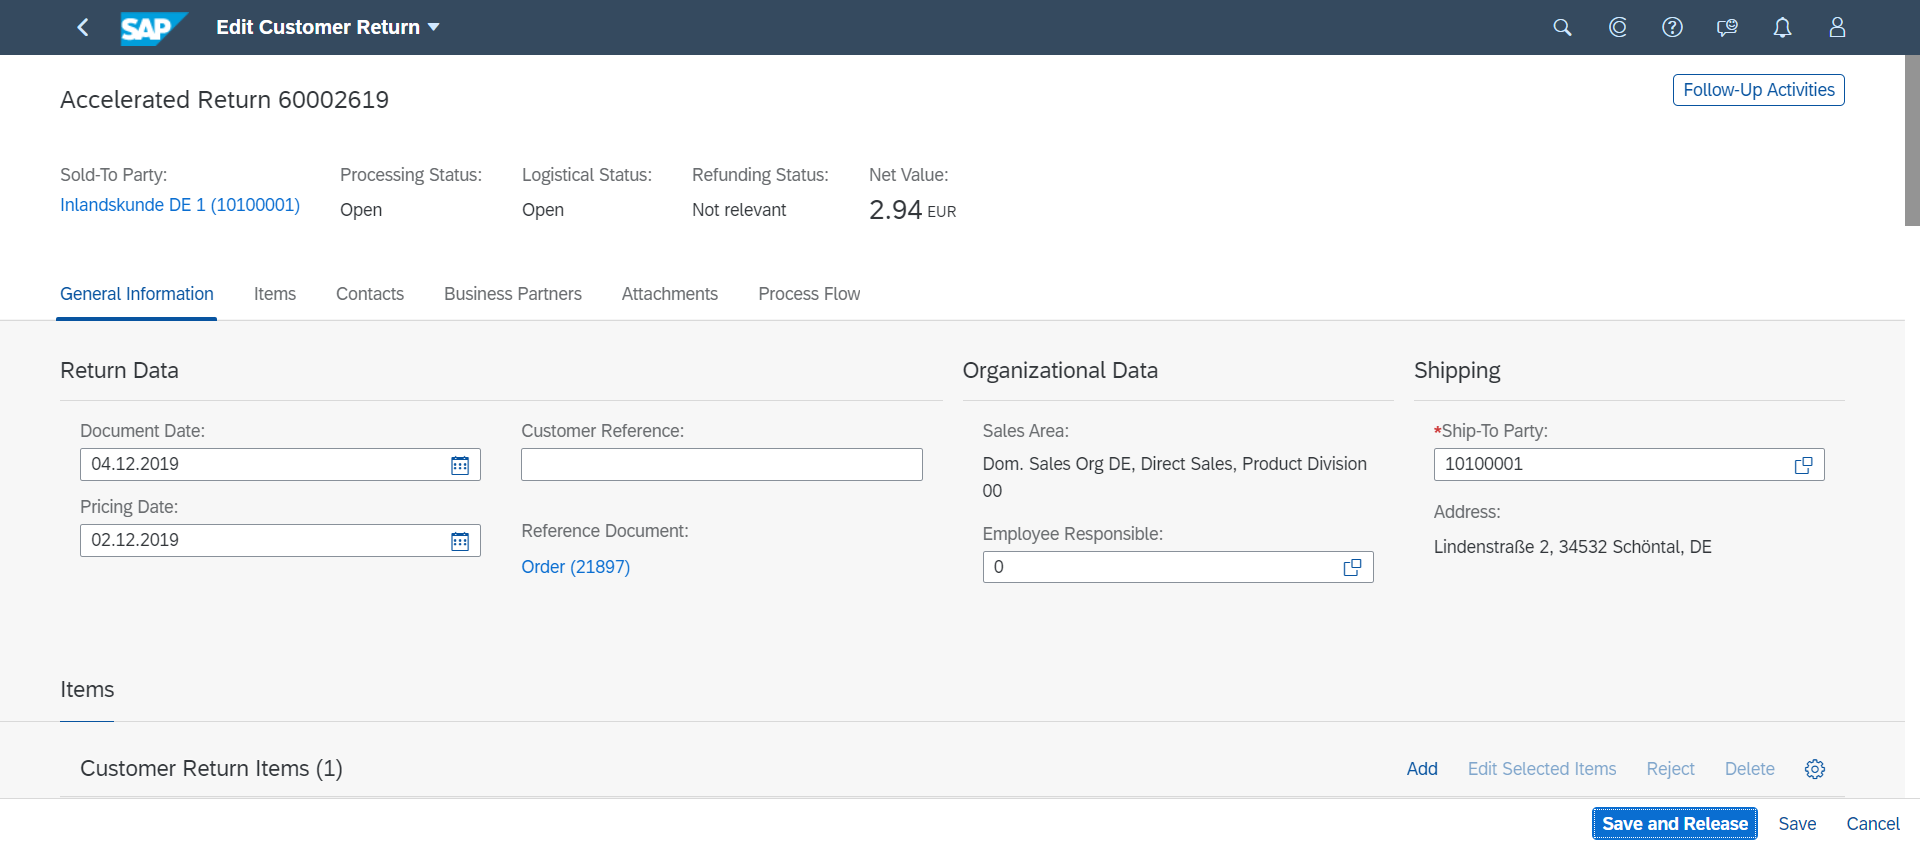 SAP Edit Customer Return
Accelerated Return 60002619
Follow-Up Activities
Sold-To Party:
Inlandskunde DE 1 (10100001)
Processing Status:
Open
Logistical Status:
Open
Refunding Status:
Not relevant
Net Value:
2.94 EUR
General Information Items Contacts Business Partners Attachments Process Flow
Return Data
Document Date:
04.12.2019
Pricing Date:
02.12.2019
Customer Reference:
Reference Document:
Order (21897)
Organizational Data
Sales Area:
Dom. Sales Org DE, Direct Sales, Product Division
00
Employee Responsible:
0
Shipping
*Ship-To Party:
10100001
Address:
Lindenstraße 2, 34532 Schöntal, DE
Items
Customer Return Items (1)
Add Edit Selected Items Reject Delete
Save and Release Save Cancel